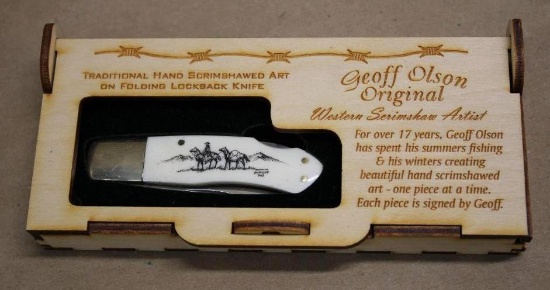 Traditional Hand Scrimshawed Art
on Folding Lockback Knife
Geoff Olson
Original
Western Scrimshaw Artist
For over 17 years, Geoff Olson
has spent his summers fishing
& his winters creating
beautiful hand scrimshawed
art - one piece at a time.
Each piece is signed by Geoff.